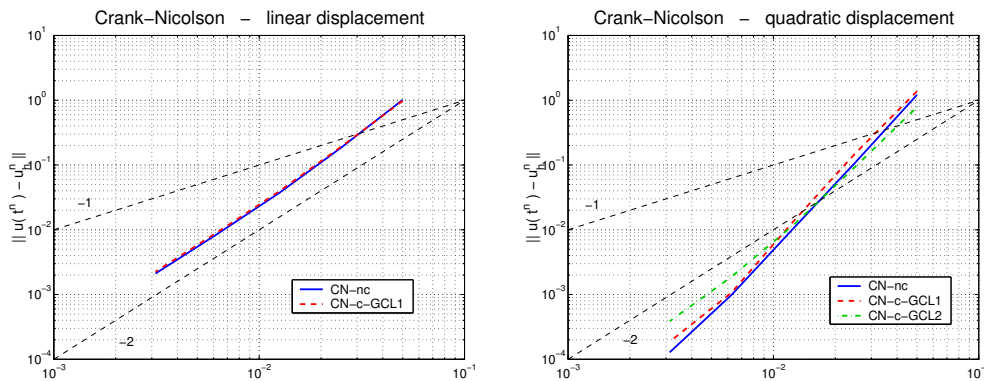 Crank−Nicolson − linear displacement
10^1
10^0
10^−1
10^−2
10^−3
10^−4
|| u( t^n ) − u_h^n ||
−1
−2
CN−nc
CN−c−GCL1
10^−3
10^−2
10^−1
Crank−Nicolson − quadratic displacement
10^1
10^0
10^−1
10^−2
10^−3
10^−4
|| u( t^n ) − u_h^n ||
−1
−2
CN−nc
CN−c−GCL1
CN−c−GCL2
10^−3
10^−2
10^−1